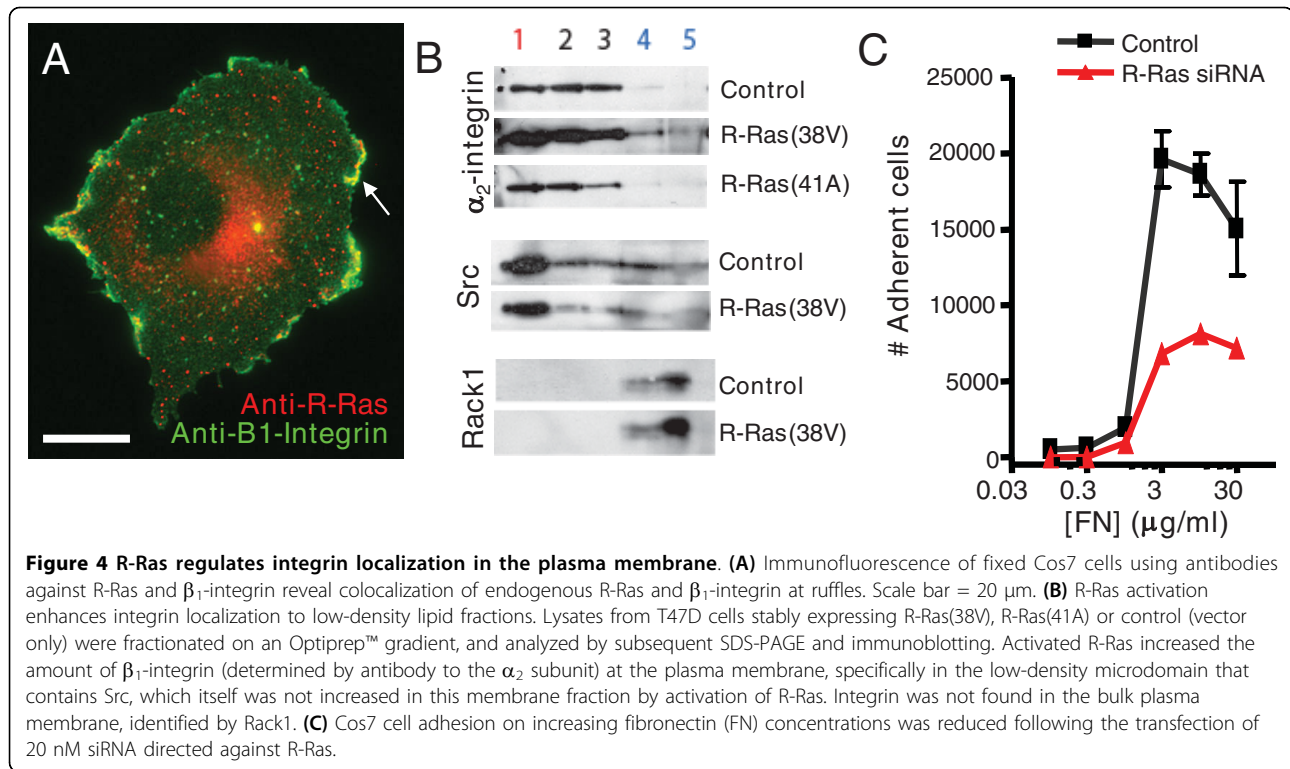 A
Anti-R-Ras
Anti-B1-Integrin
B
1 2 3 4 5
α₂-integrin
Control
R-Ras(38V)
R-Ras(41A)
Src
Control
R-Ras(38V)
Rack1
Control
R-Ras(38V)
C
Control
R-Ras siRNA
# Adherent cells
25000
20000
15000
10000
5000
0
0.03 0.3 3 30
[FN] (μg/ml)
Figure 4 R-Ras regulates integrin localization in the plasma membrane. (A) Immunofluorescence of fixed Cos7 cells using antibodies
against R-Ras and β₁-integrin reveal colocalization of endogenous R-Ras and β₁-integrin at ruffles. Scale bar = 20 μm. (B) R-Ras activation
enhances integrin localization to low-density lipid fractions. Lysates from T47D cells stably expressing R-Ras(38V), R-Ras(41A) or control (vector
only) were fractionated on an Optiprep™ gradient, and analyzed by subsequent SDS-PAGE and immunoblotting. Activated R-Ras increased the
amount of β₁-integrin (determined by antibody to the α₂ subunit) at the plasma membrane, specifically in the low-density microdomain that
contains Src, which itself was not increased in this membrane fraction by activation of R-Ras. Integrin was not found in the bulk plasma
membrane, identified by Rack1. (C) Cos7 cell adhesion on increasing fibronectin (FN) concentrations was reduced following the transfection of
20 nM siRNA directed against R-Ras.